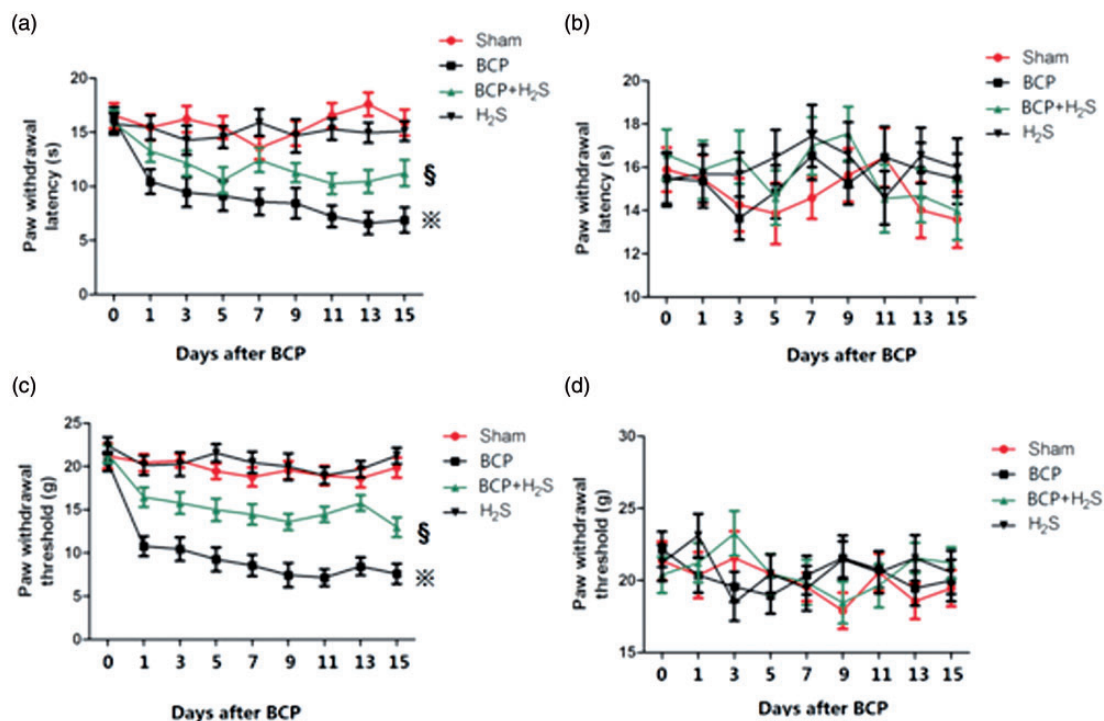 (a)
Sham
BCP
BCP+H₂S
H₂S
Paw withdrawal
latency (s)
20
15
10
5
0
§
※
0 1 3 5 7 9 11 13 15
Days after BCP
(b)
Sham
BCP
BCP+H₂S
H₂S
Paw withdrawal
latency (s)
20
18
16
14
12
10
0 1 3 5 7 9 11 13 15
Days after BCP
(c)
Sham
BCP
BCP+H₂S
H₂S
Paw withdrawal
threshold (g)
25
20
15
10
5
0
§
※
0 1 3 5 7 9 11 13 15
Days after BCP
(d)
Sham
BCP
BCP+H₂S
H₂S
Paw withdrawal
threshold (g)
30
25
20
15
0 1 3 5 7 9 11 13 15
Days after BCP